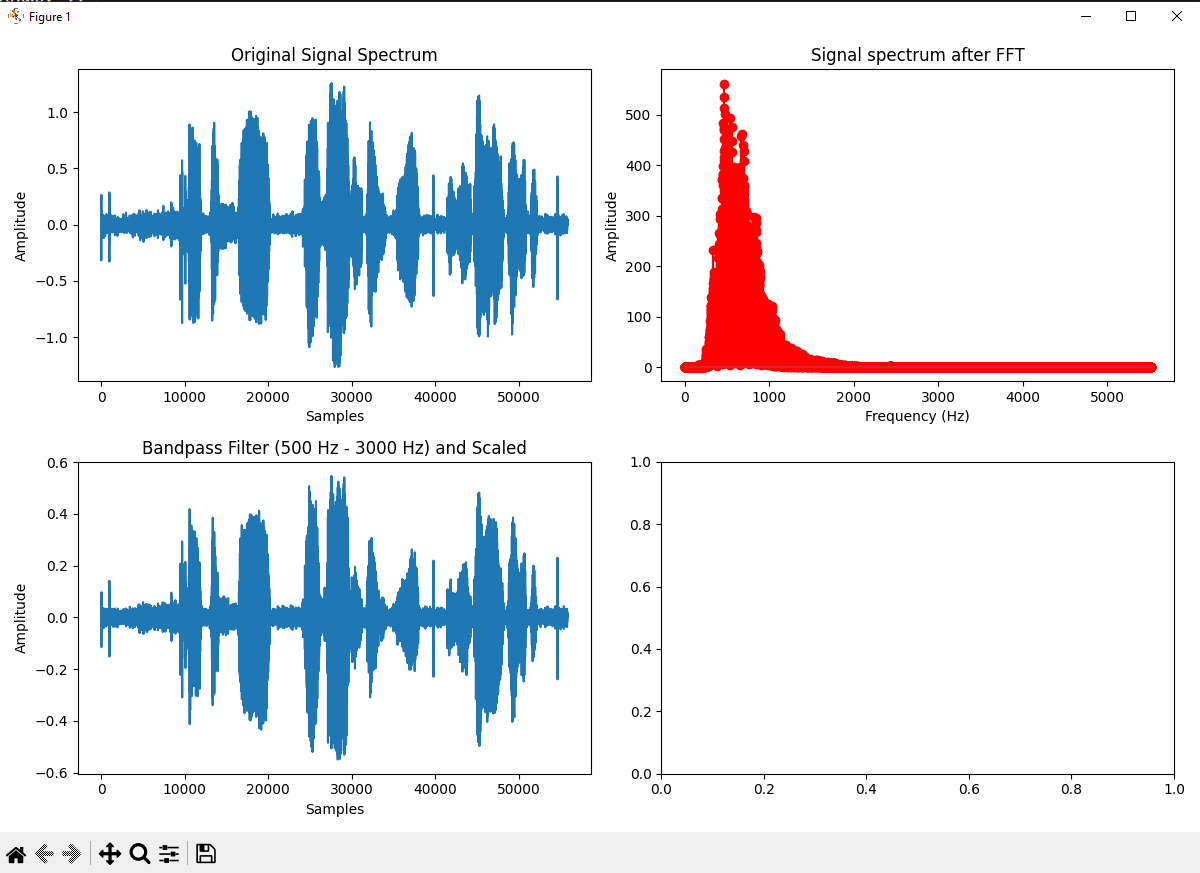 Figure 1
Original Signal Spectrum
Signal spectrum after FFT
1.0
0.5
0.0
−0.5
−1.0
Amplitude
0 10000 20000 30000 40000 50000
Samples
500
400
300
200
100
0
Amplitude
0 1000 2000 3000 4000 5000
Frequency (Hz)
Bandpass Filter (500 Hz - 3000 Hz) and Scaled
0.6
0.4
0.2
0.0
−0.2
−0.4
−0.6
Amplitude
0 10000 20000 30000 40000 50000
Samples
1.0
0.8
0.6
0.4
0.2
0.0
0.0 0.2 0.4 0.6 0.8 1.0